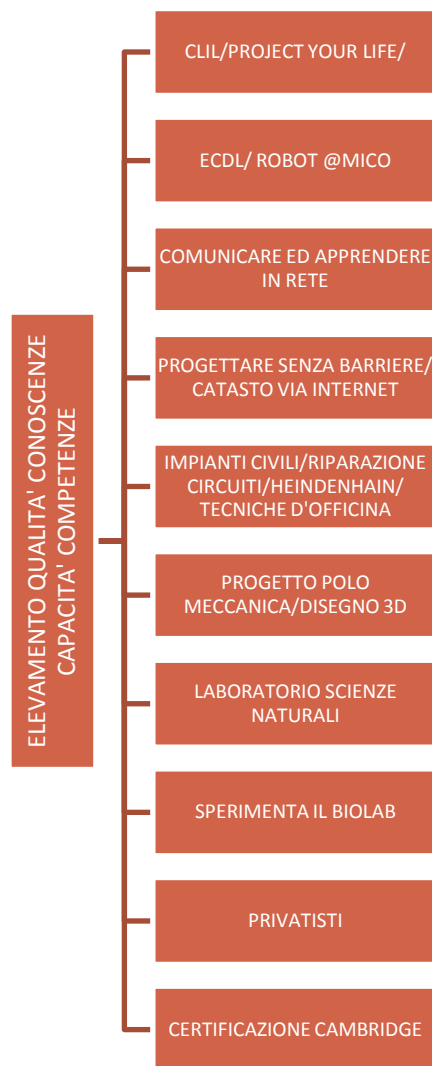 ELEVAMENTO QUALITA' CONOSCENZE
CAPACITA' COMPETENZE
CLIL/PROJECT YOUR LIFE/
ECDL/ ROBOT @MICO
COMUNICARE ED APPRENDERE
IN RETE
PROGETTARE SENZA BARRIERE/
CATASTO VIA INTERNET
IMPIANTI CIVILI/RIPARAZIONE
CIRCUITI/HEINDENHAIN/
TECNICHE D'OFFICINA
PROGETTO POLO
MECCANICA/DISEGNO 3D
LABORATORIO SCIENZE
NATURALI
SPERIMENTA IL BIOLAB
PRIVATISTI
CERTIFICAZIONE CAMBRIDGE